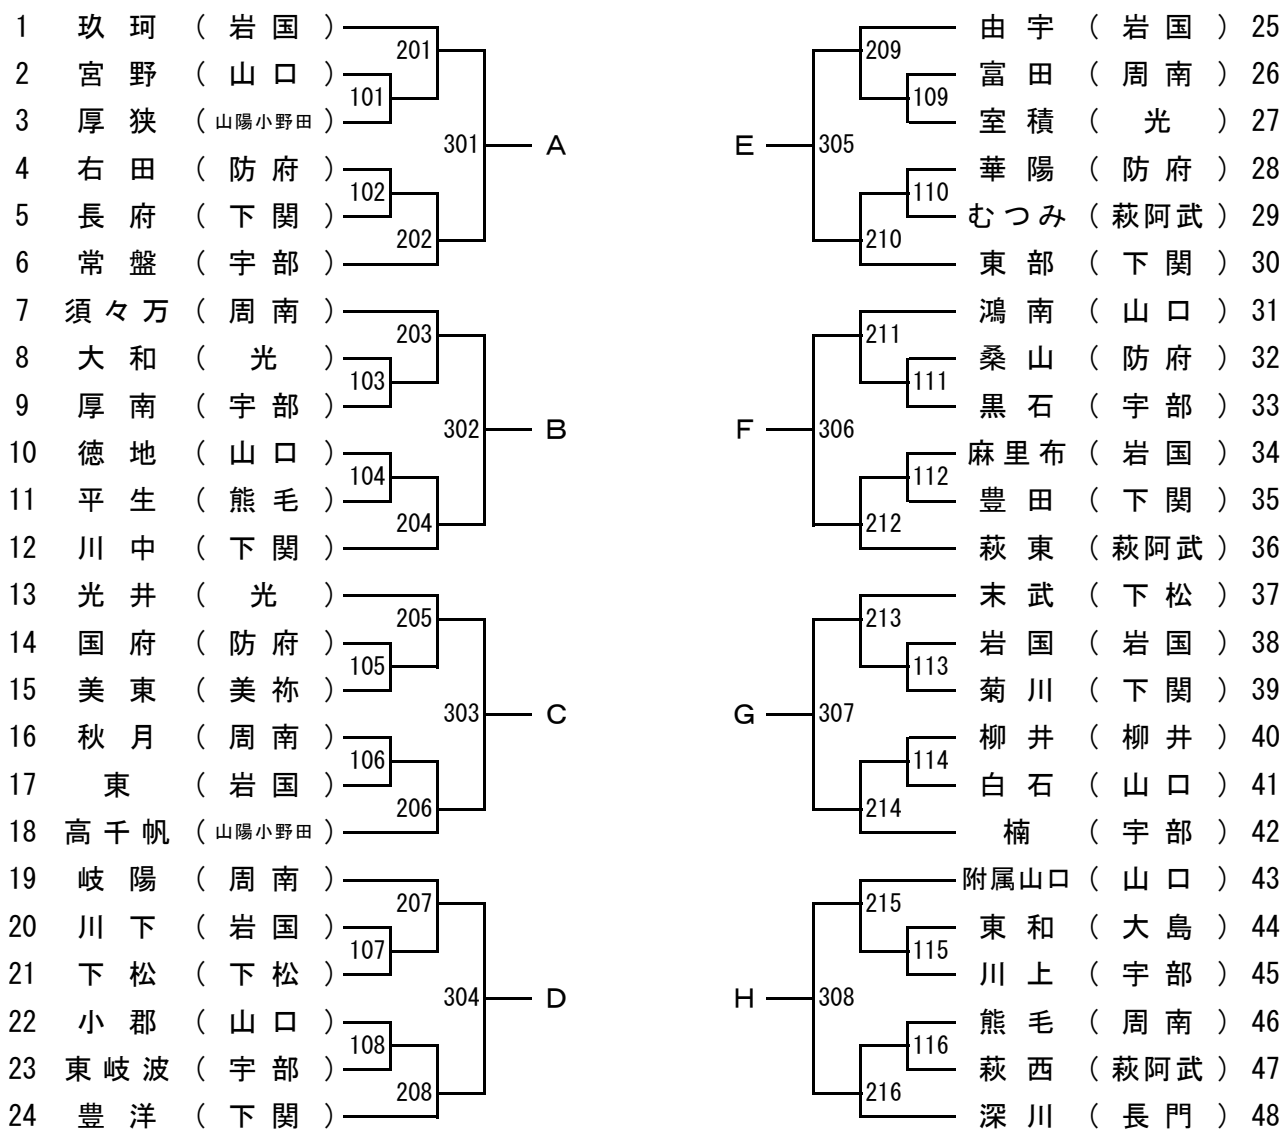 1 玖珂 (岩国)
201
2 宮野 (山口)
101
3 厚狭 (山陽小野田)
301 A
4 右田 (防府)
102
5 長府 (下関)
202
6 常盤 (宇部)
7 須々万 (周南)
203
8 大和 (光)
103
9 厚南 (宇部)
302 B
10 徳地 (山口)
104
11 平生 (熊毛)
204
12 川中 (下関)
13 光井 (光)
205
14 国府 (防府)
105
15 美東 (美祢)
303 C
16 秋月 (周南)
106
17 東 (岩国)
206
18 高千帆 (山陽小野田)
19 岐陽 (周南)
207
20 川下 (岩国)
107
21 下松 (下松)
304 D
22 小郡 (山口)
108
23 東岐波 (宇部)
208
24 豊洋 (下関)
由宇 (岩国) 25
209
富田 (周南) 26
109
室積 (光) 27
E 305
華陽 (防府) 28
110
むつみ (萩阿武) 29
210
東部 (下関) 30
鴻南 (山口) 31
211
桑山 (防府) 32
111
黒石 (宇部) 33
F 306
麻里布 (岩国) 34
112
豊田 (下関) 35
212
萩東 (萩阿武) 36
末武 (下松) 37
213
岩国 (岩国) 38
113
菊川 (下関) 39
G 307
柳井 (柳井) 40
114
白石 (山口) 41
214
楠 (宇部) 42
附属山口 (山口) 43
215
東和 (大島) 44
115
川上 (宇部) 45
H 308
熊毛 (周南) 46
116
萩西 (萩阿武) 47
216
深川 (長門) 48